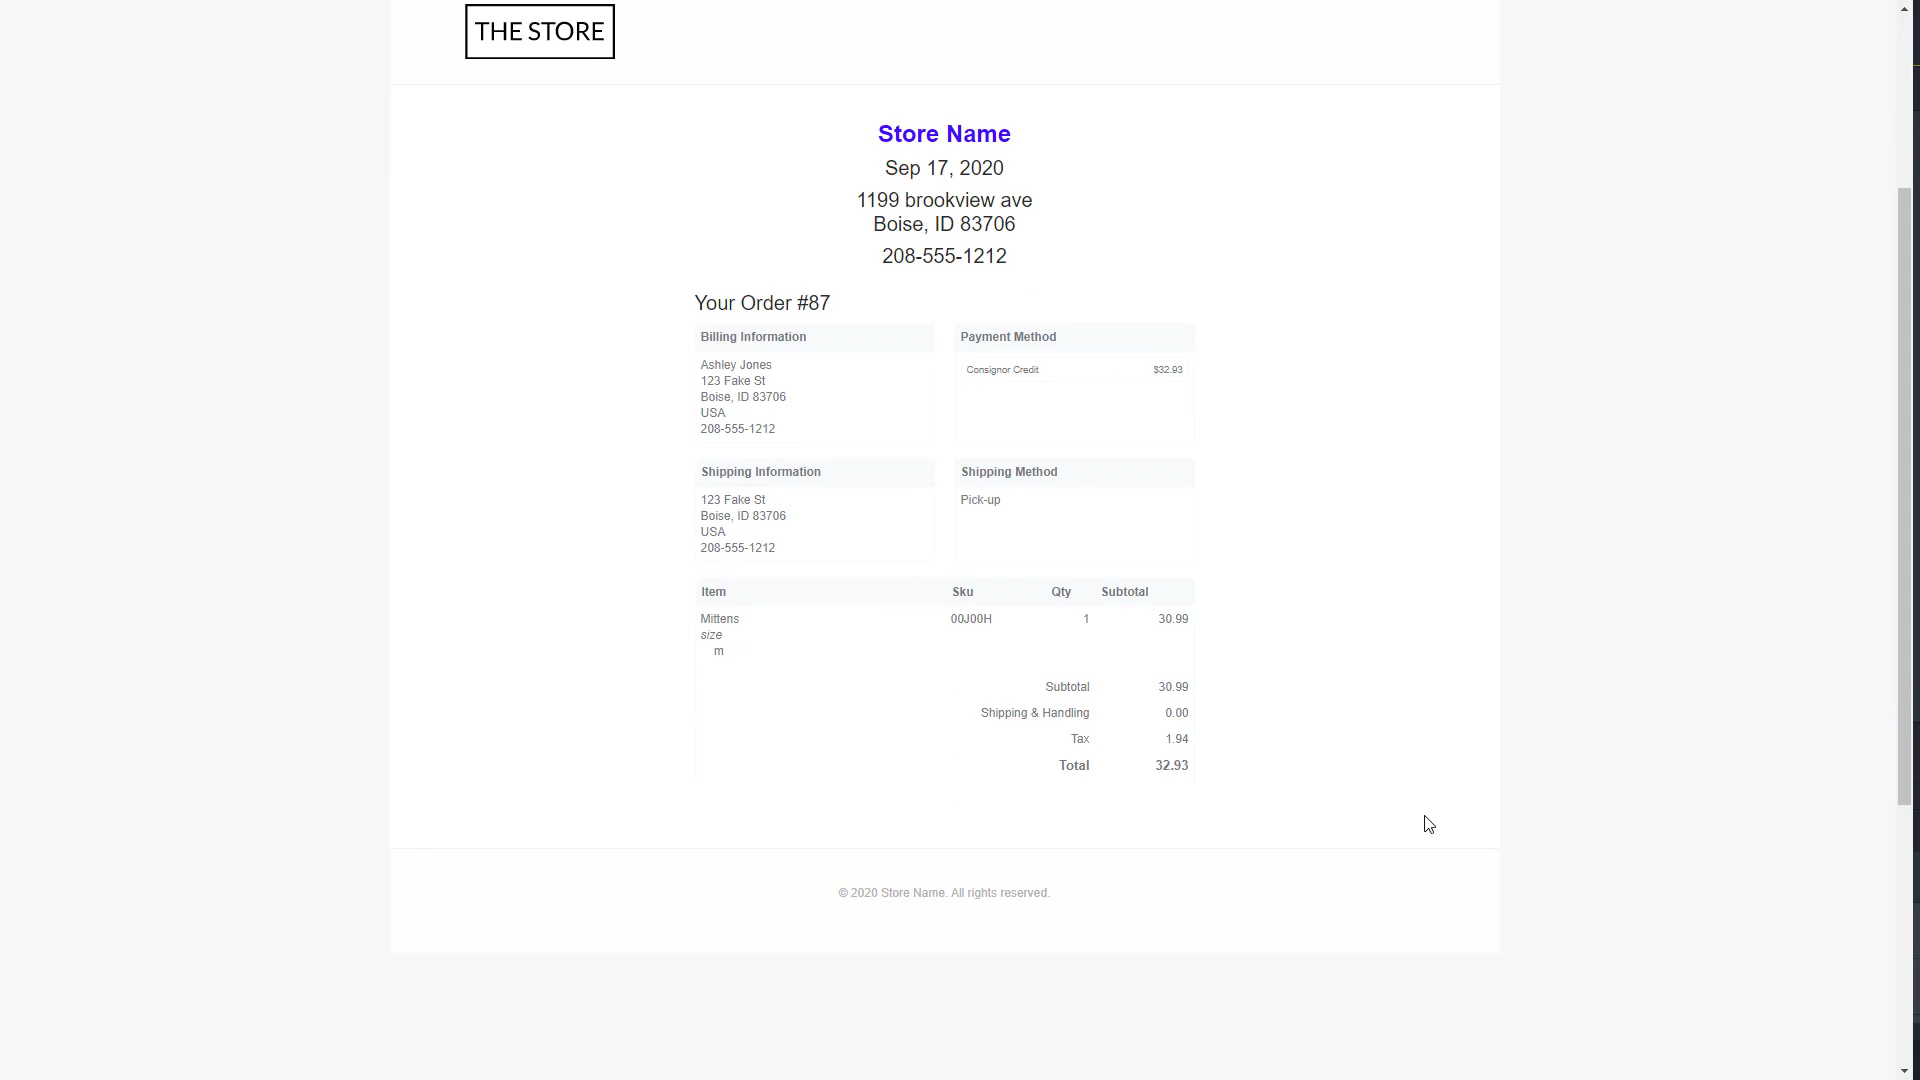 THE STORE
Store Name
Sep 17, 2020
1199 brookview ave
Boise, ID 83706
208-555-1212
Your Order #87
Billing Information
Ashley Jones
123 Fake St
Boise, ID 83706
USA
208-555-1212
Payment Method
Consignor Credit $32.93
Shipping Information
123 Fake St
Boise, ID 83706
USA
208-555-1212
Shipping Method
Pick-up
Item Sku Qty Subtotal
Mittens 00J00H 1 30.99
size
m
Subtotal 30.99
Shipping & Handling 0.00
Tax 1.94
Total 32.93
© 2020 Store Name. All rights reserved.